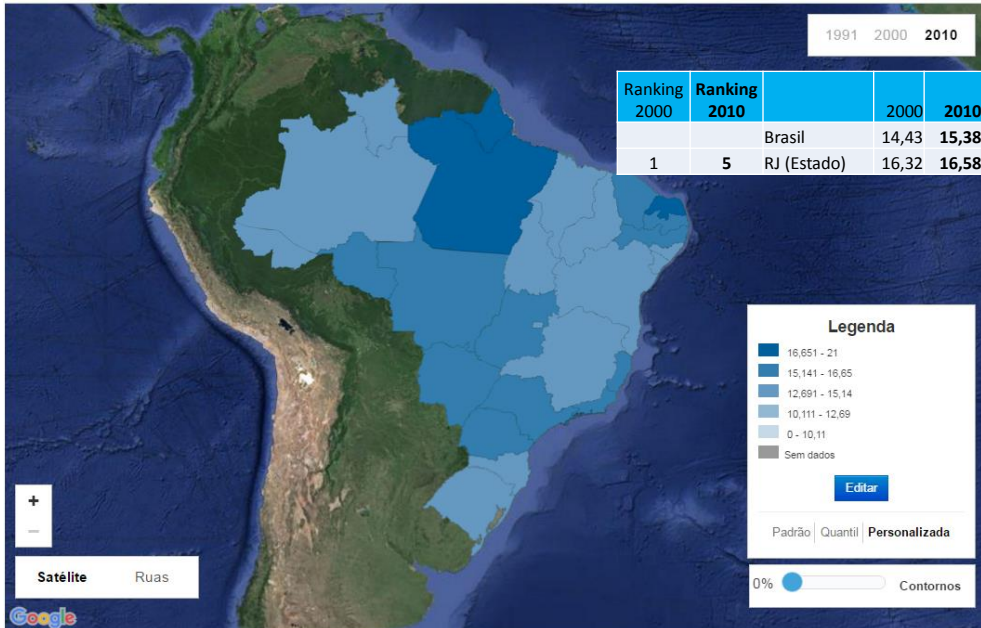 1991 2000 2010
Ranking 2000 Ranking 2010 2000 2010
Brasil 14,43 15,38
1 5 RJ (Estado) 16,32 16,58
Legenda
16,651 - 21
15,141 - 16,65
12,691 - 15,14
10,111 - 12,69
0 - 10,11
Sem dados
Editar
Padrão Quantil Personalizada
0% Contornos
+
−
Satélite Ruas
Google